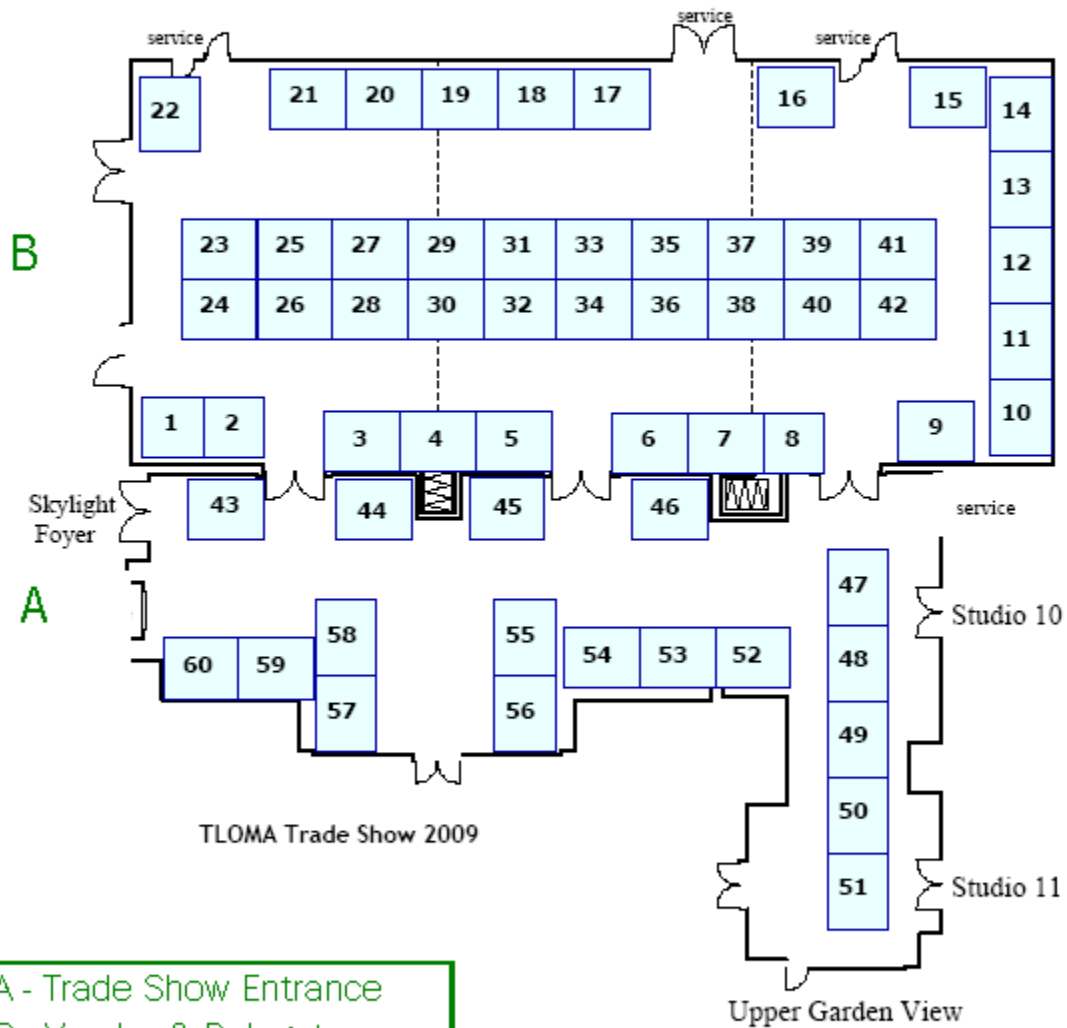 service
service
service
22
21 20 19 18 17
16
15
14
13
B
23 25 27 29 31 33 35 37 39 41
12
24 26 28 30 32 34 36 38 40 42
11
10
1 2
3 4 5
6 7 8
9
Skylight
Foyer
43
44
45
46
service
A
47
Studio 10
58
55
60 59
54 53 52
48
57
56
49
50
TLOMA Trade Show 2009
51
Studio 11
A - Trade Show Entrance
Upper Garden View